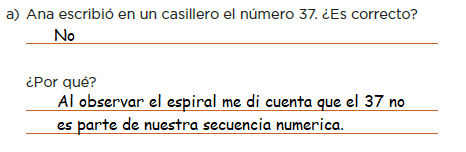 a) Ana escribió en un casillero el número 37. ¿Es correcto?
No
¿Por qué?
Al observar el espiral me di cuenta que el 37 no
es parte de nuestra secuencia numerica.